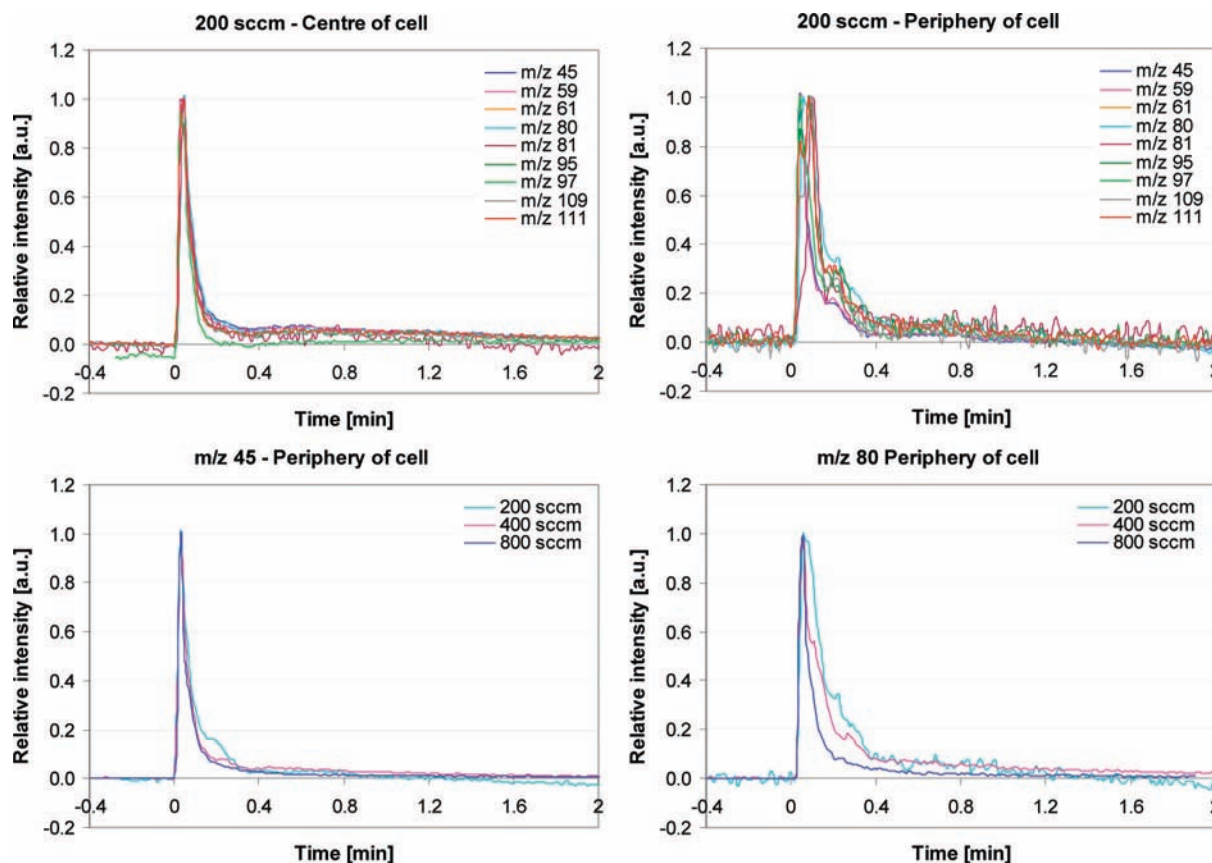 200 sccm - Centre of cell
1.2
1.0
0.8
0.6
0.4
0.2
0.0
-0.2
Relative intensity [a.u.]
m/z 45
m/z 59
m/z 61
m/z 80
m/z 81
m/z 95
m/z 97
m/z 109
m/z 111
-0.4 0 0.4 0.8 1.2 1.6 2
Time [min]
200 sccm - Periphery of cell
1.2
1.0
0.8
0.6
0.4
0.2
0.0
-0.2
Relative intensity [a.u.]
m/z 45
m/z 59
m/z 61
m/z 80
m/z 81
m/z 95
m/z 97
m/z 109
m/z 111
-0.4 0 0.4 0.8 1.2 1.6
Time [min]
m/z 45 - Periphery of cell
1.2
1.0
0.8
0.6
0.4
0.2
0.0
-0.2
Relative intensity [a.u.]
200 sccm
400 sccm
800 sccm
-0.4 0 0.4 0.8 1.2 1.6 2
Time [min]
m/z 80 Periphery of cell
1.2
1.0
0.8
0.6
0.4
0.2
0.0
-0.2
Relative intensity [a.u.]
200 sccm
400 sccm
800 sccm
-0.4 0 0.4 0.8 1.2 1.6
Time [min]